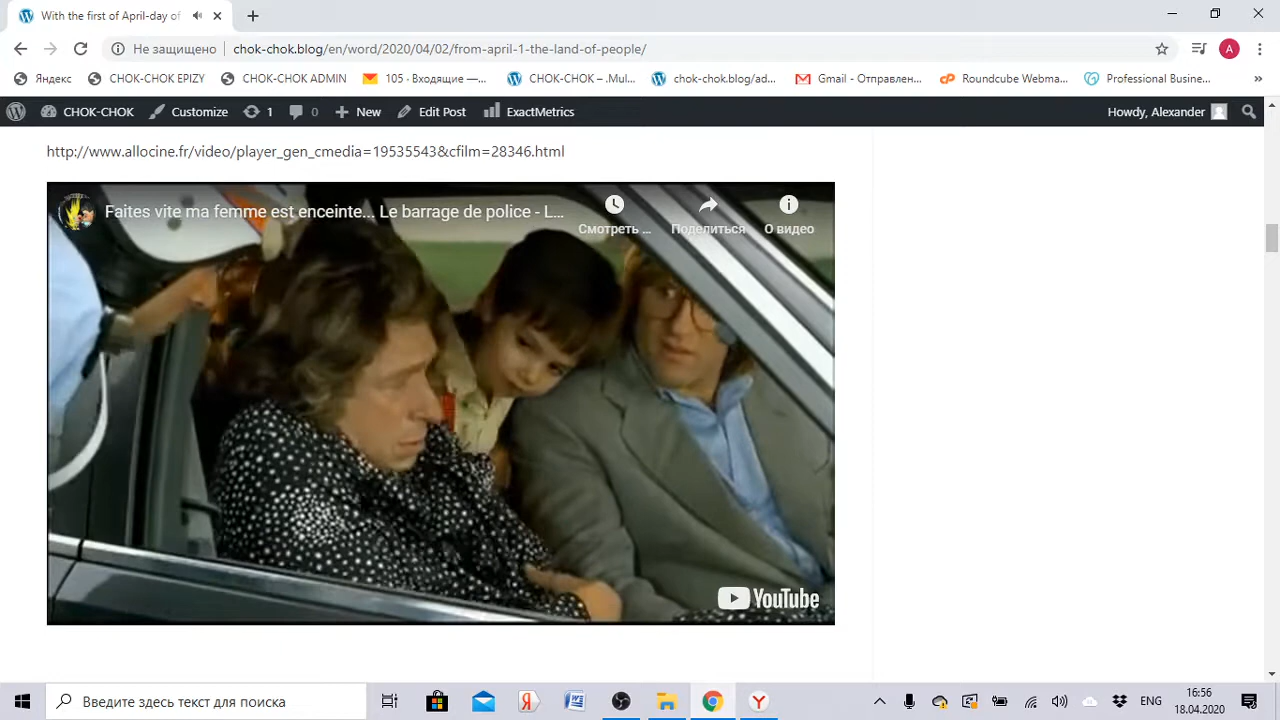 With the first of April-day of
Не защищено
chok-chok.blog/en/word/2020/04/02/from-april-1-the-land-of-people/
A
Яндекс
CHOK-CHOK EPIZY
CHOK-CHOK ADMIN
105 · Входящие —...
CHOK-CHOK – .Mul...
chok-chok.blog/ad...
Gmail - Отправлен...
Roundcube Webma...
Professional Busine...
»
CHOK-CHOK
Customize
1
0
New
Edit Post
ExactMetrics
Howdy, Alexander
http://www.allocine.fr/video/player_gen_cmedia=19535543&cfilm=28346.html
Faites vite ma femme est enceinte... Le barrage de police - L...
Смотреть ...
Поделиться
О видео
YouTube
Введите здесь текст для поиска
ENG
16:56
18.04.2020